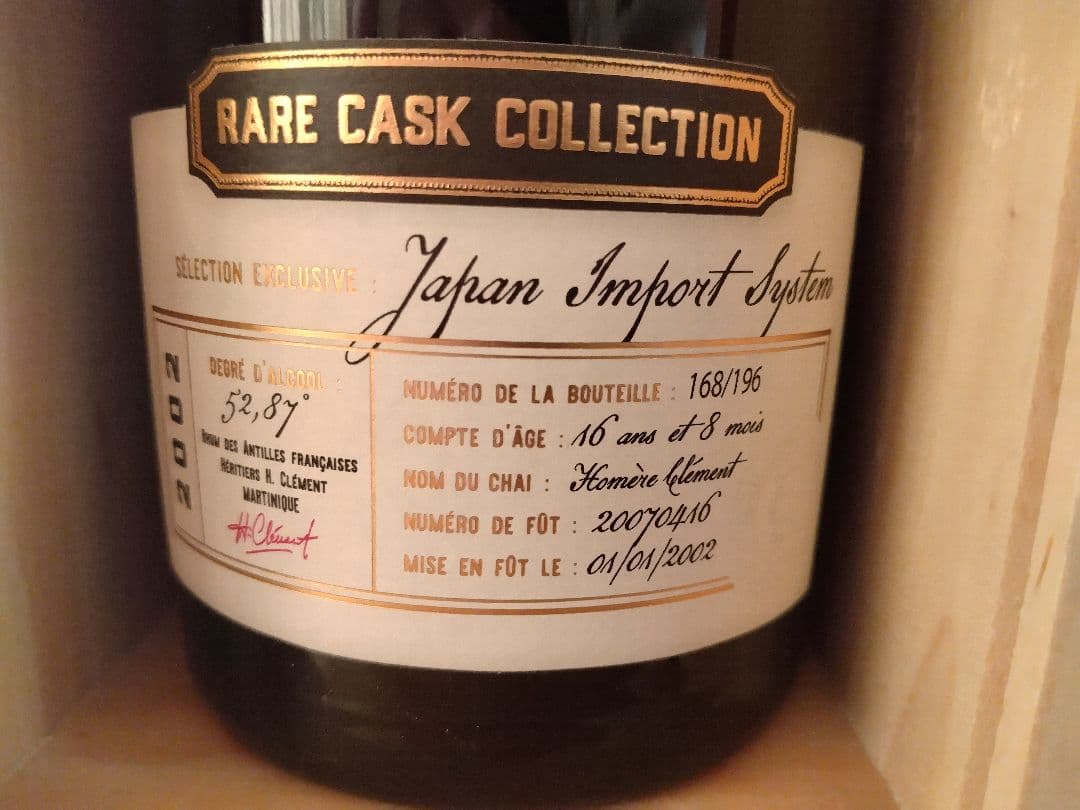 RARE CASK COLLECTION
SÉLECTION EXCLUSIVE : Japan Import System
2002
DEGRÉ D'ALCOOL :
52,87°
RHUM DES ANTILLES FRANÇAISES
HÉRITIERS H. CLÉMENT
MARTINIQUE
H.Clément
NUMÉRO DE LA BOUTEILLE : 168/196
COMPTE D'ÂGE : 16 ans et 8 mois
NOM DU CHAI : Homère Clément
NUMÉRO DE FÛT : 20070416
MISE EN FÛT LE : 01/01/2002